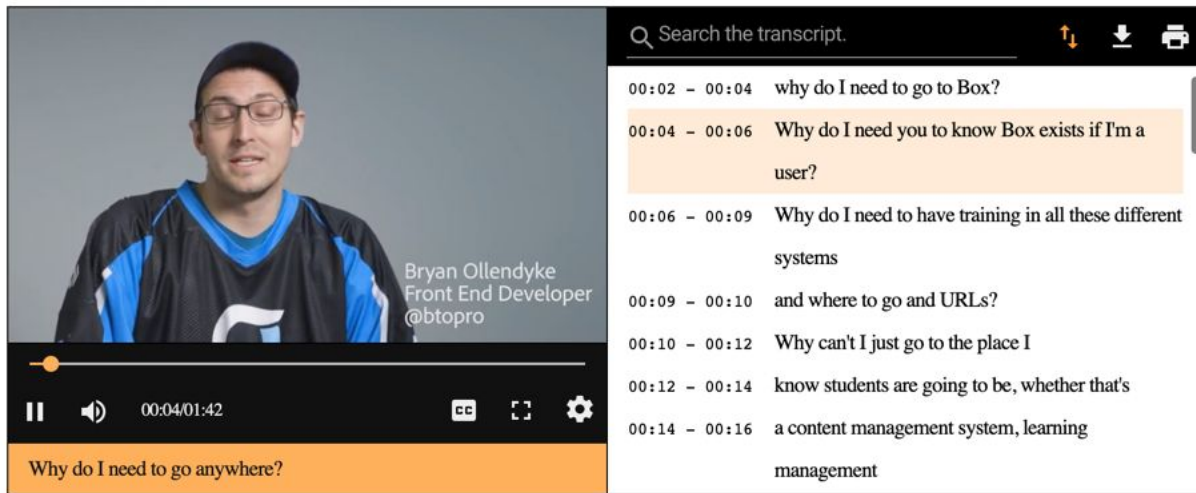 Bryan Ollendyke
Front End Developer
@btopro
CC
00:04/01:42
Why do I need to go anywhere?
Search the transcript.
00:02 - 00:04 why do I need to go to Box?
00:04 - 00:06 Why do I need you to know Box exists if I'm a
user?
00:06 - 00:09 Why do I need to have training in all these different
systems
00:09 - 00:10 and where to go and URLs?
00:10 - 00:12 Why can't I just go to the place I
00:12 - 00:14 know students are going to be, whether that's
00:14 - 00:16 a content management system, learning
management